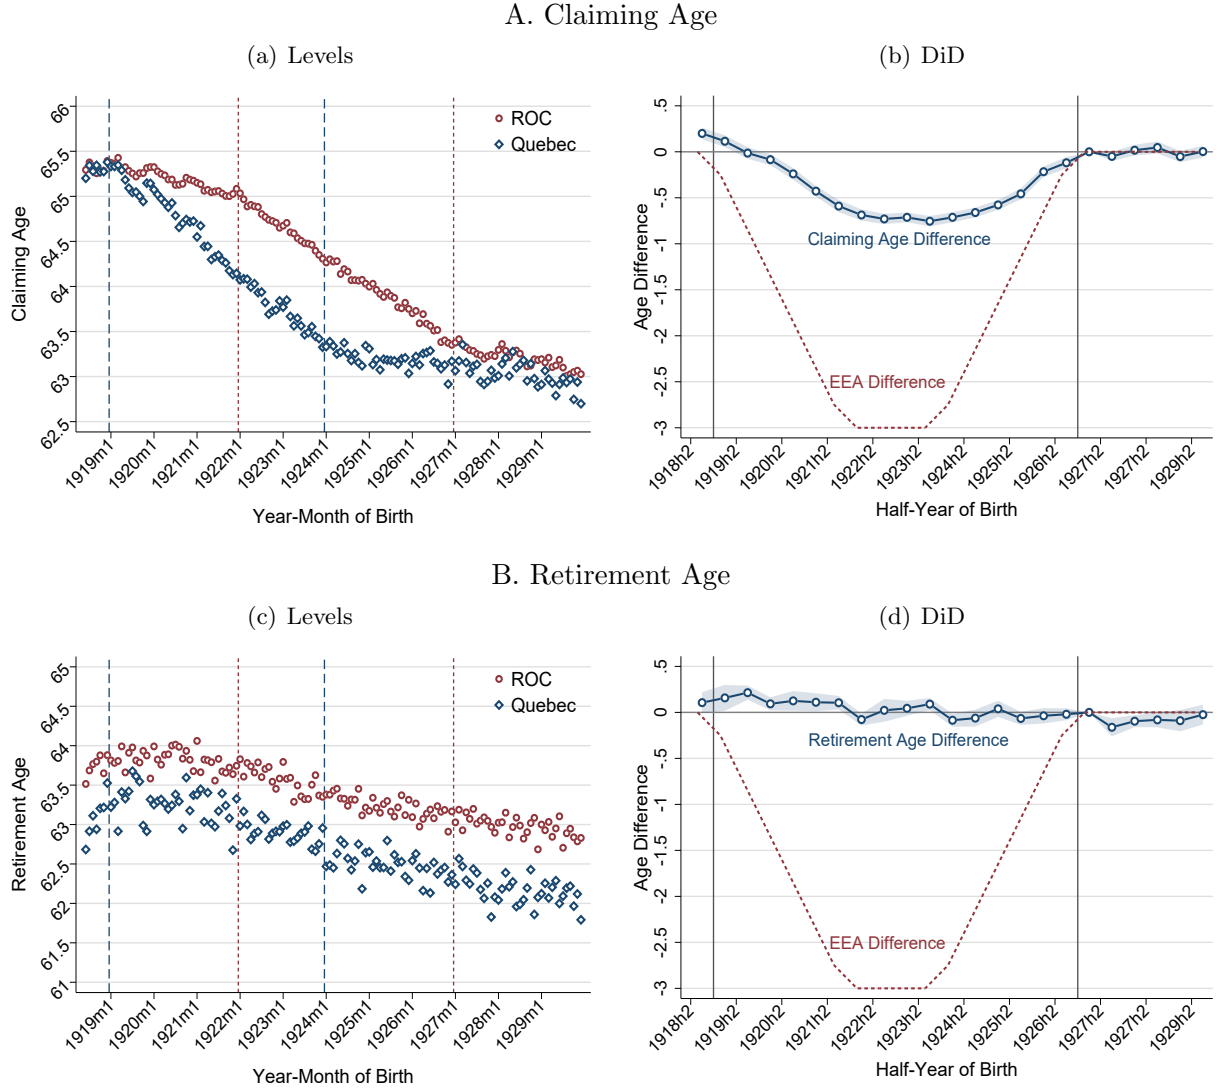 A. Claiming Age
(a) Levels
(b) DiD
66
65.5
65
64.5
64
63.5
63
62.5
Claiming Age
ROC
Quebec
1919m1
1920m1
1921m1
1922m1
1923m1
1924m1
1925m1
1926m1
1927m1
1928m1
1929m1
Year-Month of Birth
.5
0
-.5
-1
-1.5
-2
-2.5
-3
Age Difference
Claiming Age Difference
EEA Difference
1918h2
1919h2
1920h2
1921h2
1922h2
1923h2
1924h2
1925h2
1926h2
1927h2
1928h2
1929h2
Half-Year of Birth
B. Retirement Age
(c) Levels
(d) DiD
65
64.5
64
63.5
63
62.5
62
61.5
61
Retirement Age
ROC
Quebec
1919m1
1920m1
1921m1
1922m1
1923m1
1924m1
1925m1
1926m1
1927m1
1928m1
1929m1
Year-Month of Birth
.5
0
-.5
-1
-1.5
-2
-2.5
-3
Age Difference
Retirement Age Difference
EEA Difference
1918h2
1919h2
1920h2
1921h2
1922h2
1923h2
1924h2
1925h2
1926h2
1927h2
1928h2
1929h2
Half-Year of Birth